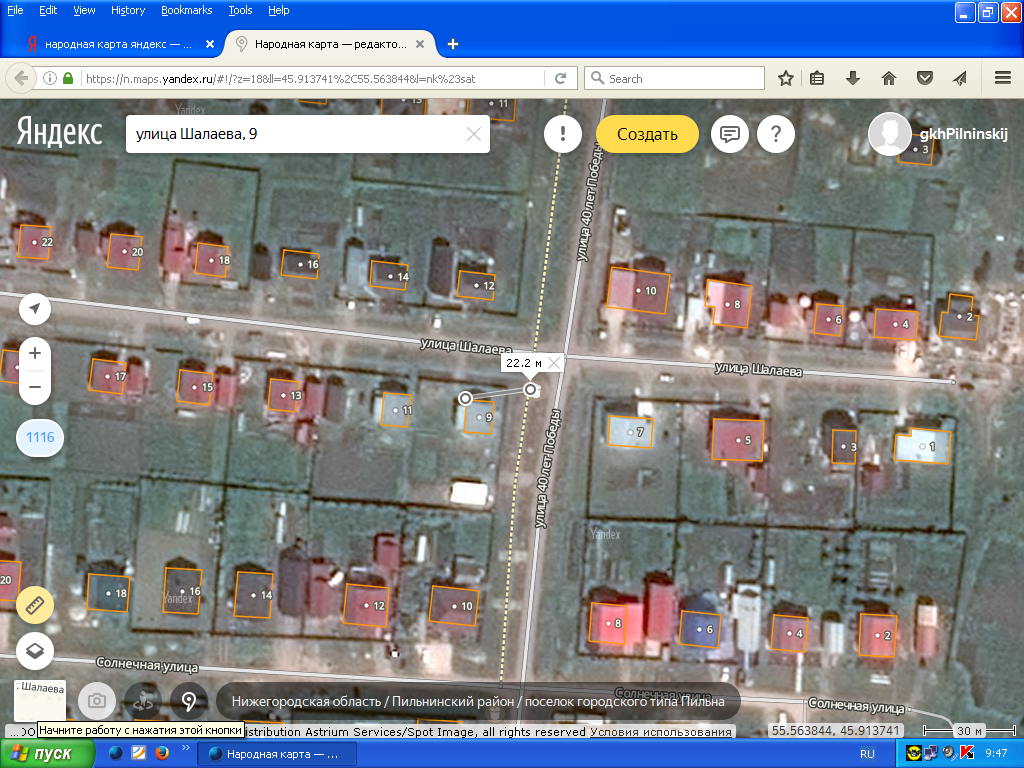 File Edit View History Bookmarks Tools Help
народная карта яндекс — ...
Народная карта — редакто...
https://n.maps.yandex.ru/#!/?z=18&ll=45.913741%2C55.563844&l=nk%23sat
Search
Яндекс
улица Шалаева, 9
!
Создать
?
gkhPilninskij
Yandex
13
11
3
улица 40 лет Победы
22
20
18
16
14
12
10
8
6
4
2
улица Шалаева
улица Шалаева
22.2 м
17
15
13
11
9
7
5
3
1
+
−
1116
улица 40 лет Победы
Yandex
20
18
16
Yandex
14
12
10
8
6
4
2
Солнечная улица
Солнечная улица
Солнечная улица
. Шалаева
Нижегородская область / Пильнинский район / поселок городского типа Пильна
Начните работу с нажатия этой кнопки
stribution Astrium Services/Spot Image, all rights reserved Условия использования
55.563844, 45.913741
30 м
пуск
Народная карта — ...
RU
9:47